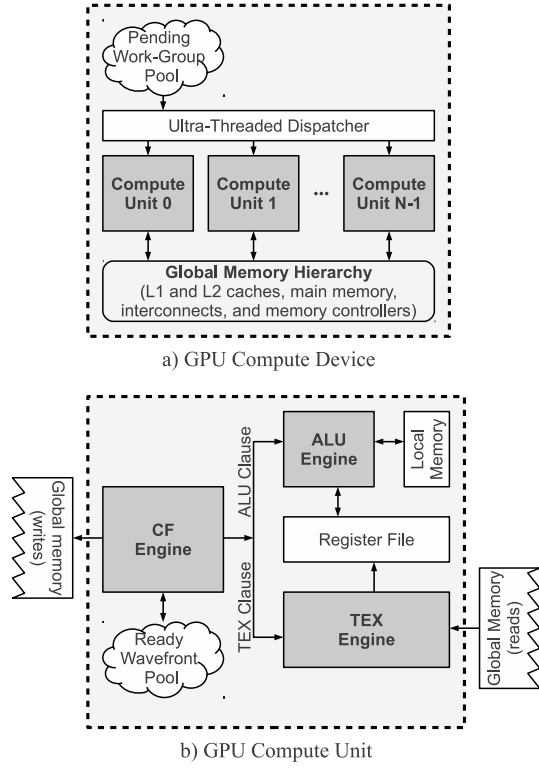 Pending
Work-Group
Pool
Ultra-Threaded Dispatcher
Compute
Unit 0
Compute
Unit 1
...
Compute
Unit N-1
Global Memory Hierarchy
(L1 and L2 caches, main memory,
interconnects, and memory controllers)
a) GPU Compute Device
Global memory
(writes)
CF
Engine
Ready
Wavefront
Pool
ALU Clause
TEX Clause
ALU
Engine
Local
Memory
Register File
TEX
Engine
Global Memory
(reads)
b) GPU Compute Unit